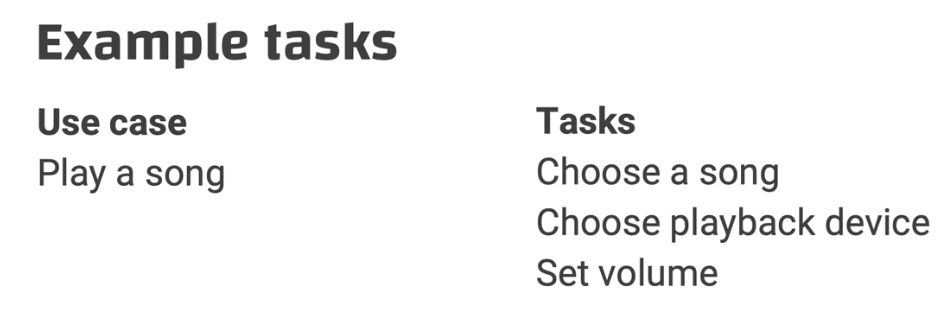 Example tasks
Use case
Play a song
Tasks
Choose a song
Choose playback device
Set volume